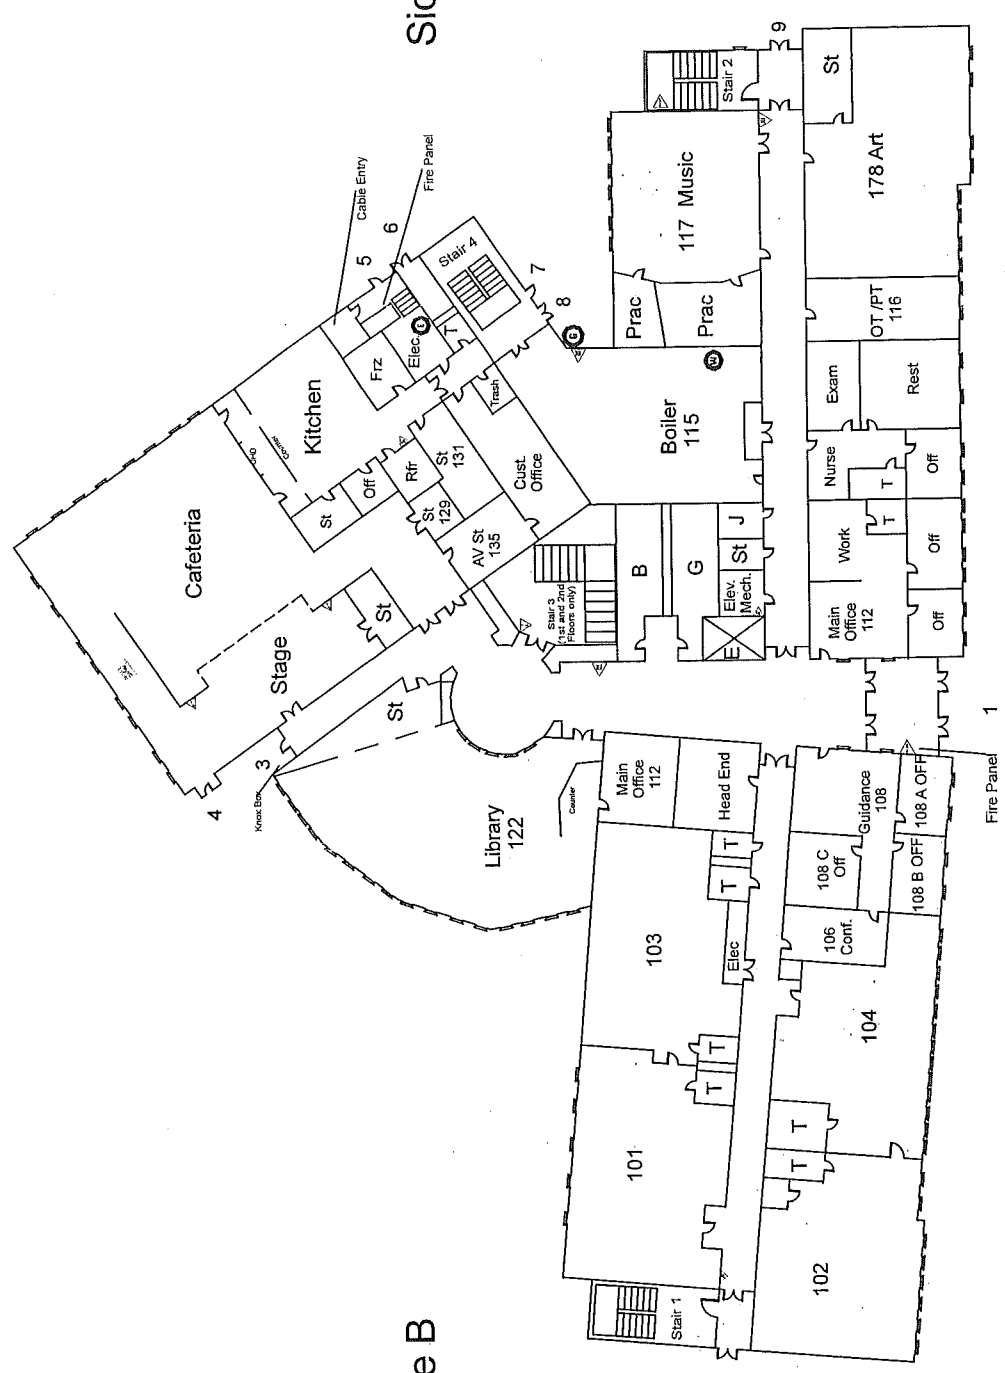 Sid
e B
4
3
Knox Box
Cafeteria
Stage
St
St
Library
122
Counter
Kitchen
OHD
Counter
St
Off
Rfr
St
129
St
131
AV St
135
Cust.
Office
Trash
Frz
Elec.
E
T
Cable Entry
Fire Panel
5
6
Stair 4
7
8
G
Stair 3
(1st and 2nd
Floors only)
B
G
E
Elev.
Mech.
St
J
Boiler
115
W
Prac
Prac
117 Music
Stair 2
9
St
178 Art
OT /PT
116
Exam
Rest
Nurse
T
Off
Work
T
Off
Main
Office
112
Off
Main
Office
112
Head End
T
T
Elec
103
T
T
101
Stair 1
102
T
T
104
106
Conf.
108 C
Off
Guidance
108
108 A OFF
108 B OFF
Fire Panel
1